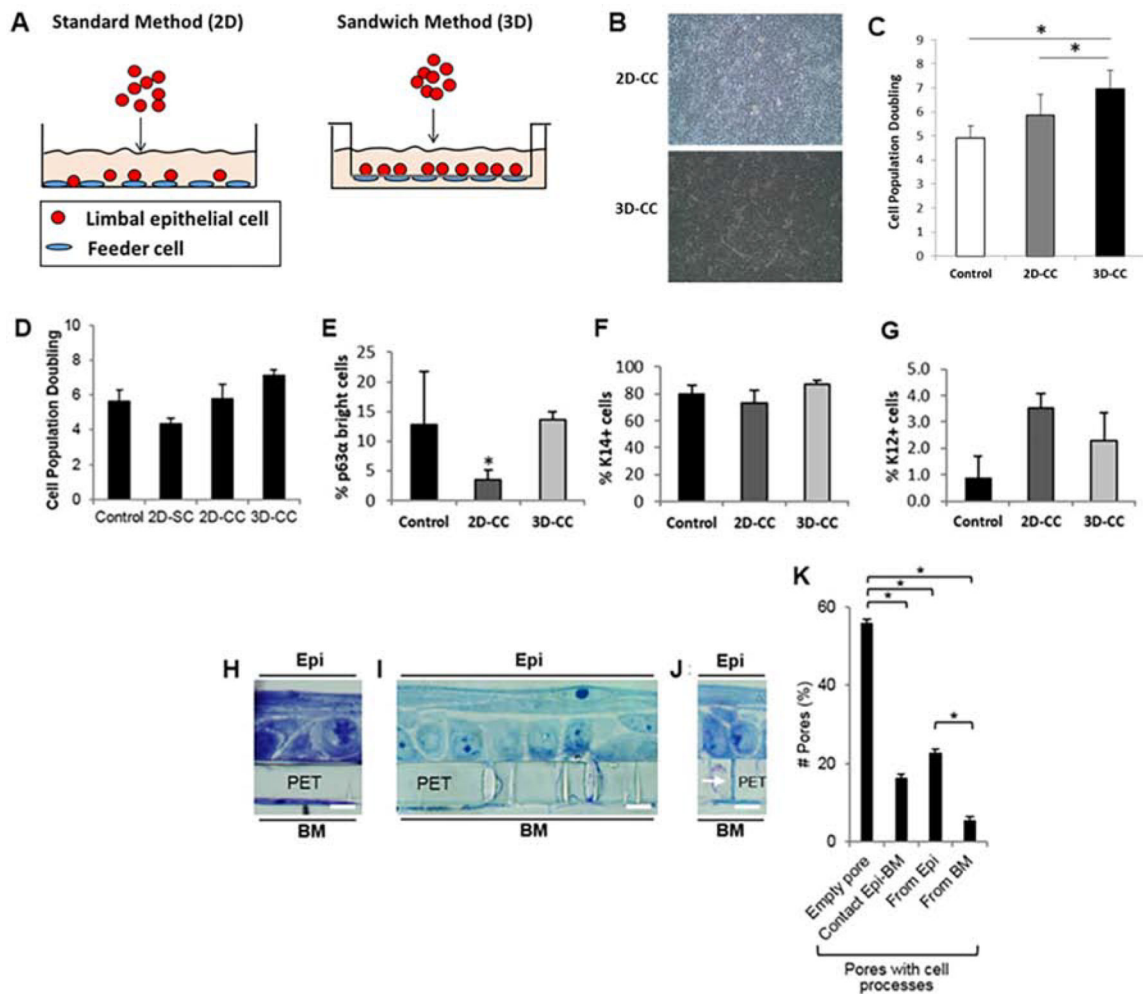 A
Standard Method (2D)
Sandwich Method (3D)
Limbal epithelial cell
Feeder cell
B
2D-CC
3D-CC
C
Cell Population Doubling
9
8
7
6
5
4
3
2
1
0
*
*
Control 2D-CC 3D-CC
D
Cell Population Doubling
10
8
6
4
2
0
Control 2D-SC 2D-CC 3D-CC
E
% p63α bright cells
25
20
15
10
5
0
*
Control 2D-CC 3D-CC
F
% K14+ cells
100
80
60
40
20
0
Control 2D-CC 3D-CC
G
% K12+ cells
5.0
4.0
3.0
2.0
1.0
0.0
Control 2D-CC 3D-CC
H
Epi
PET
BM
I
Epi
PET
BM
J
Epi
PET
BM
K
# Pores (%)
60
40
20
0
*
*
*
*
Empty pore
Contact Epi-BM
From Epi
From BM
Pores with cell
processes